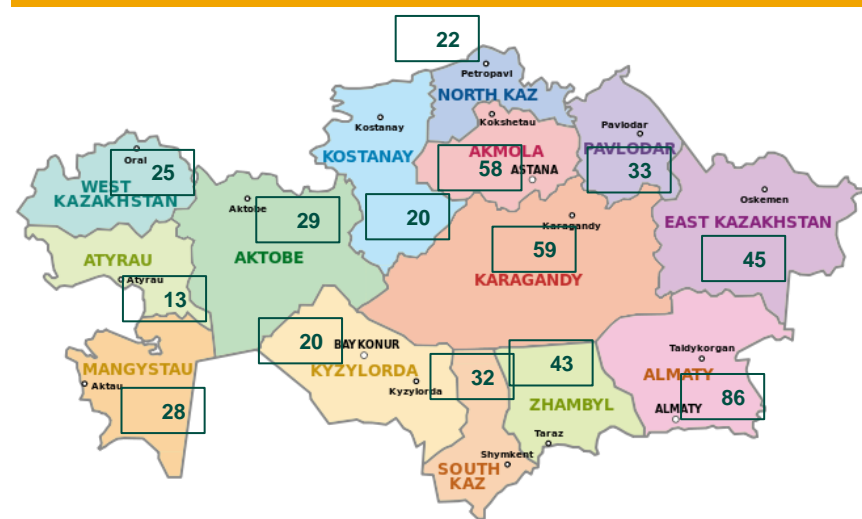 22
Petropavl
NORTH KAZ
Kostanay
Kokshetau
Pavlodar
KOSTANAY
AKMOLA
PAVLODAR
Oral
25
58
ASTANA
33
WEST
KAZAKHSTAN
Aktobe
29
20
Karagandy
Oskemen
EAST KAZAKHSTAN
59
45
ATYRAU
AKTOBE
Atyrau
KARAGANDY
13
20
BAYKONUR
43
Taldykorgan
MANGYSTAU
KYZYLORDA
32
ALMATY
Aktau
Kyzylorda
86
28
ZHAMBYL
ALMATY
Taraz
Shymkent
SOUTH
KAZ